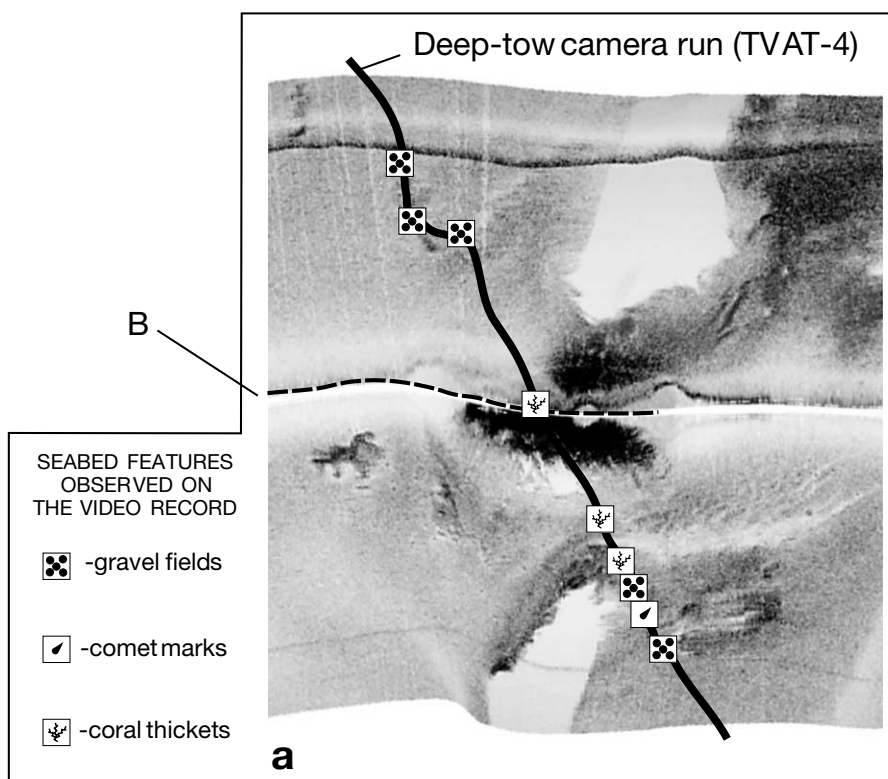 Deep-tow camera run (TVAT-4)
B
SEABED FEATURES
OBSERVED ON
THE VIDEO RECORD
-gravel fields
-comet marks
-coral thickets
a